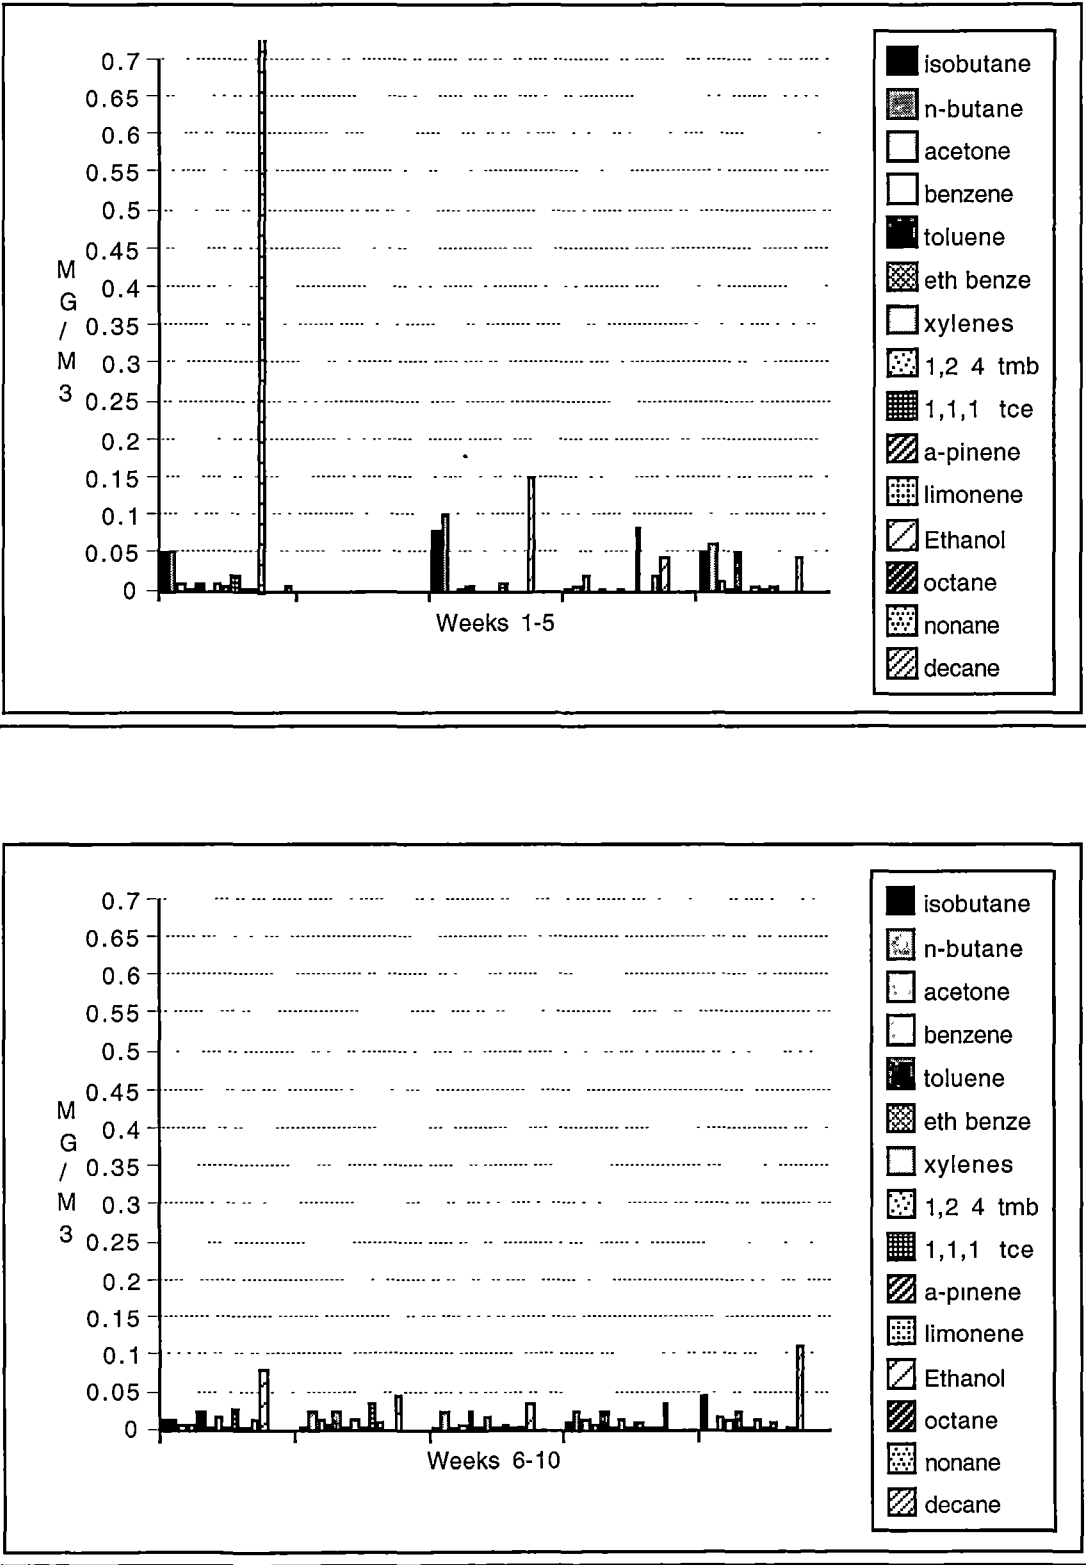 0.7
0.65
0.6
0.55
0.5
0.45
0.4
0.35
0.3
0.25
0.2
0.15
0.1
0.05
0
M
G
/
M
3
Weeks 1-5
isobutane
n-butane
acetone
benzene
toluene
eth benze
xylenes
1,2 4 tmb
1,1,1 tce
a-pinene
limonene
Ethanol
octane
nonane
decane
0.7
0.65
0.6
0.55
0.5
0.45
0.4
0.35
0.3
0.25
0.2
0.15
0.1
0.05
0
M
G
/
M
3
Weeks 6-10
isobutane
n-butane
acetone
benzene
toluene
eth benze
xylenes
1,2 4 tmb
1,1,1 tce
a-pinene
limonene
Ethanol
octane
nonane
decane